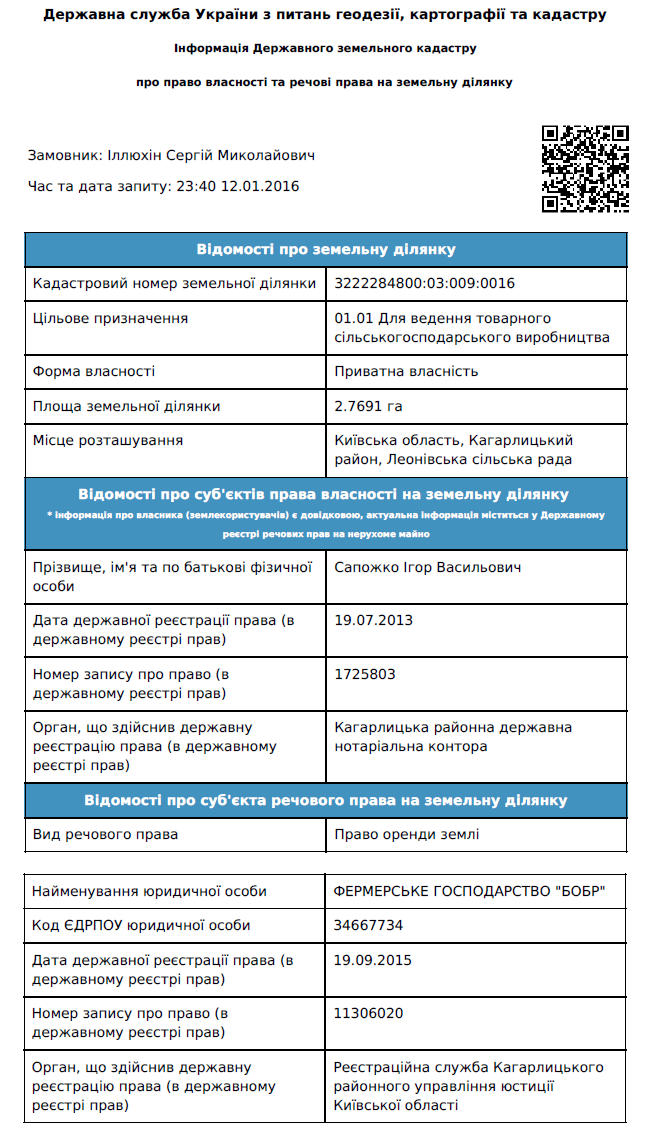 Державна служба України з питань геодезії, картографії та кадастру
Інформація Державного земельного кадастру
про право власності та речові права на земельну ділянку
Замовник: Іллюхін Сергій Миколайович
Час та дата запиту: 23:40 12.01.2016
Відомості про земельну ділянку
Кадастровий номер земельної ділянки 3222284800:03:009:0016
Цільове призначення 01.01 Для ведення товарного
сільськогосподарського виробництва
Форма власності Приватна власність
Площа земельної ділянки 2.7691 га
Місце розташування Київська область, Кагарлицький
район, Леонівська сільська рада
Відомості про суб'єктів права власності на земельну ділянку
* інформація про власника (землекористувачів) є довідковою, актуальна інформація міститься у Державному
реєстрі речових прав на нерухоме майно
Прізвище, ім'я та по батькові фізичної Сапожко Ігор Васильович
особи
Дата державної реєстрації права (в 19.07.2013
державному реєстрі прав)
Номер запису про право (в 1725803
державному реєстрі прав)
Орган, що здійснив державну Кагарлицька районна державна
реєстрацію права (в державному нотаріальна контора
реєстрі прав)
Відомості про суб'єкта речового права на земельну ділянку
Вид речового права Право оренди землі
Найменування юридичної особи ФЕРМЕРСЬКЕ ГОСПОДАРСТВО "БОБР"
Код ЄДРПОУ юридичної особи 34667734
Дата державної реєстрації права (в 19.09.2015
державному реєстрі прав)
Номер запису про право (в 11306020
державному реєстрі прав)
Орган, що здійснив державну Реєстраційна служба Кагарлицького
реєстрацію права (в державному районного управління юстиції
реєстрі прав) Київської області